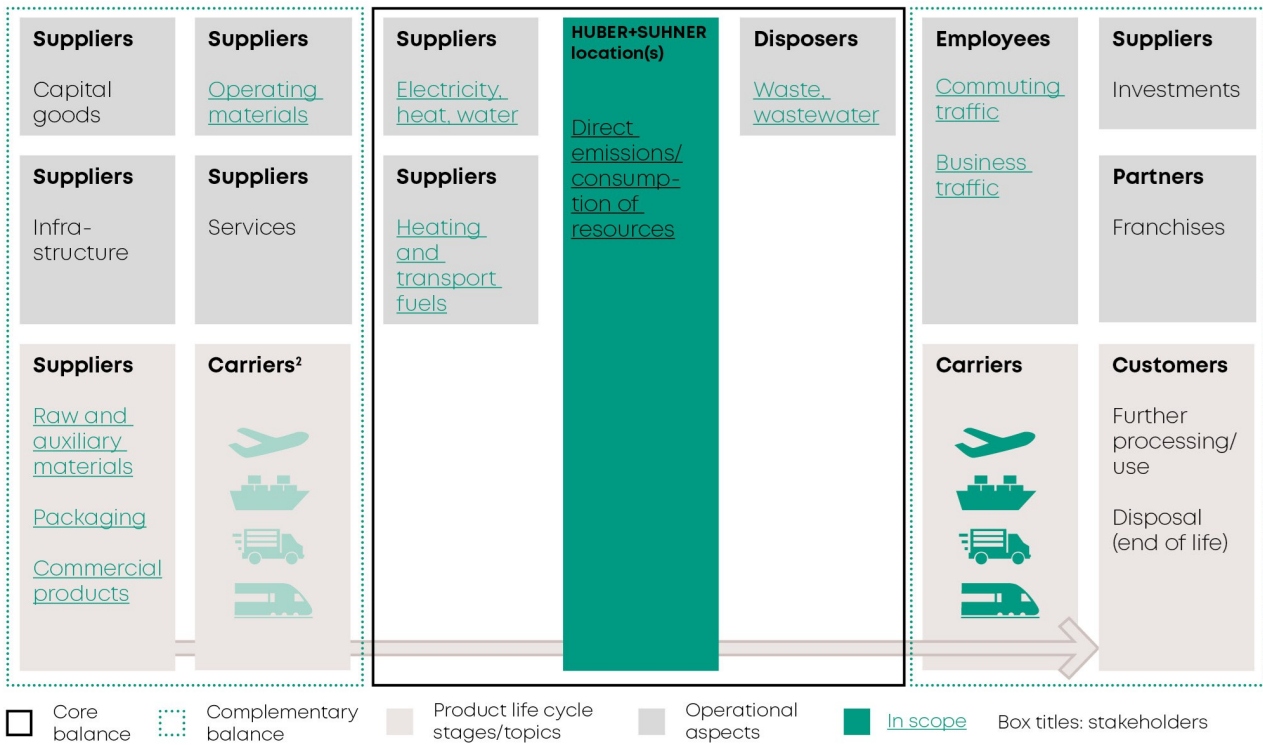 Suppliers
Capital
goods
Suppliers
Operating
materials
Suppliers
Electricity,
heat, water
HUBER+SUHNER
location(s)
Direct
emissions/
consump-
tion of
resources
Disposers
Waste,
wastewater
Employees
Commuting
traffic
Business
traffic
Suppliers
Investments
Suppliers
Infra-
structure
Suppliers
Services
Suppliers
Heating
and
transport
fuels
Partners
Franchises
Suppliers
Raw and
auxiliary
materials
Packaging
Commercial
products
Carriers²
Carriers
Customers
Further
processing/
use
Disposal
(end of life)
Core
balance
Complementary
balance
Product life cycle
stages/topics
Operational
aspects
In scope
Box titles: stakeholders